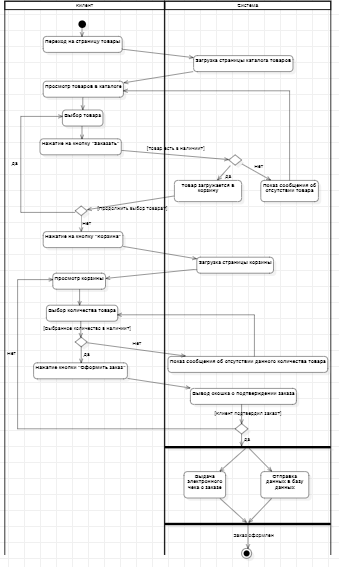 Клиент
Система
Переход на страницу товары
Загрузка страницы каталога товаров
Просмотр товаров в каталоге
Выбор товара
Нажатие на кнопку "Заказать"
[Товар есть в наличии?]
да
нет
да
Товар загружается в
корзину
Показ сообщения об
отсутствии товара
[Продолжить выбор товара?]
нет
Нажатие на кнопку "Корзина"
Загрузка страницы корзины
Просмотр корзины
Выбор количества товара
[Выбранное количество в наличии?]
нет
нет
да
Показ сообщения об отсутствии данного количества товара
Нажатие кнопки "Оформить заказ"
Вывод окошка о подтверждении заказа
[Клиент подтвердил заказ?]
да
Выдача
электронного
чека о заказе
Отправка
данных в базу
данных
Заказ оформлен